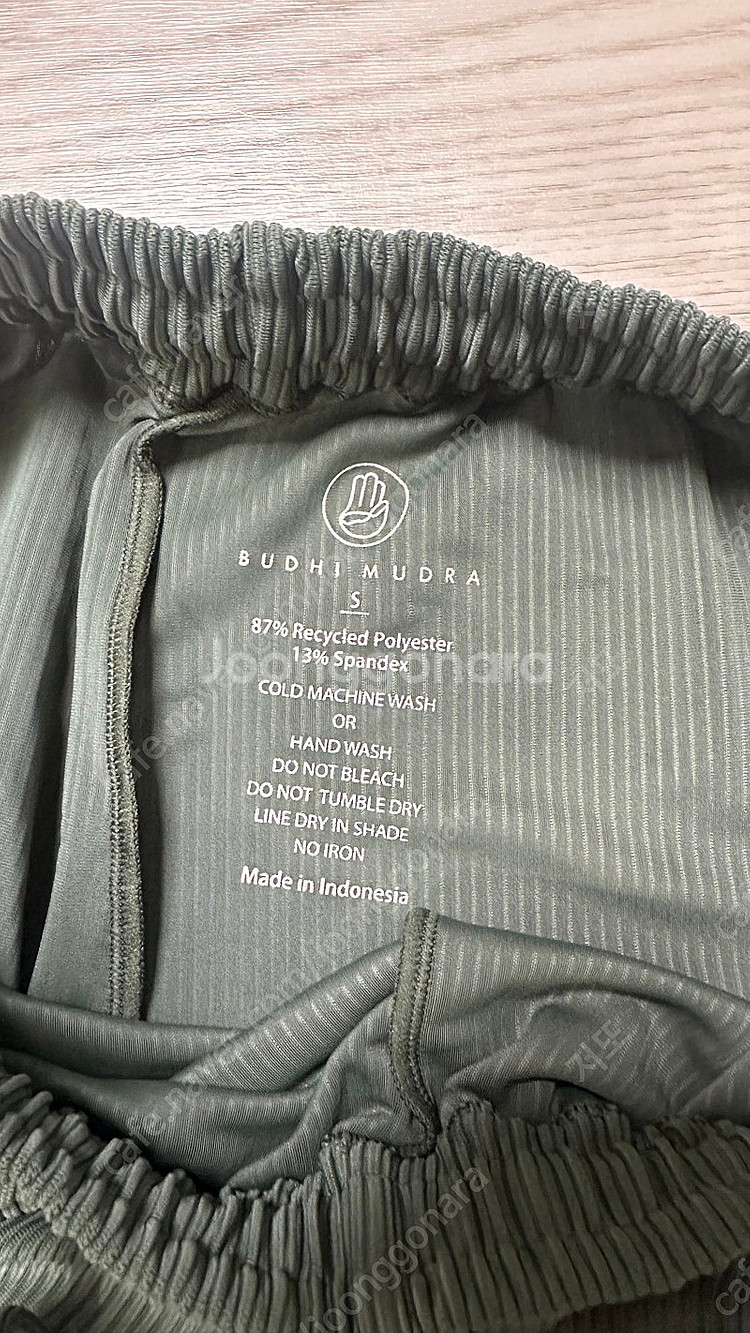 BUDHI MUDRA
S
87% Recycled Polyester
13% Spandex
Joonggonara
COLD MACHINE WASH
OR
HAND WASH
DO NOT BLEACH
DO NOT TUMBLE DRY
LINE DRY IN SHADE
NO IRON
Made in Indonesia